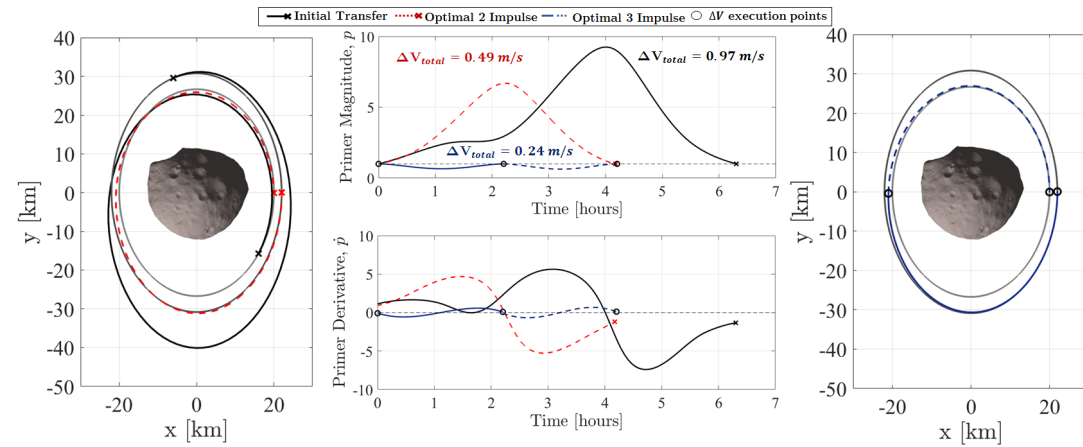 Initial Transfer Optimal 2 Impulse Optimal 3 Impulse ΔV execution points
40
30
20
10
0
-10
-20
-30
-40
-50
-20 0 20
x [km]
y [km]
10
5
0
0 1 2 3 4 5 6 7
Time [hours]
Primer Magnitude, p
ΔV_total = 0.49 m/s
ΔV_total = 0.97 m/s
ΔV_total = 0.24 m/s
10
5
0
-5
-10
0 1 2 3 4 5 6 7
Time [hours]
Primer Derivative, ṗ
40
30
20
10
0
-10
-20
-30
-40
-50
-20 0 20
x [km]
y [km]